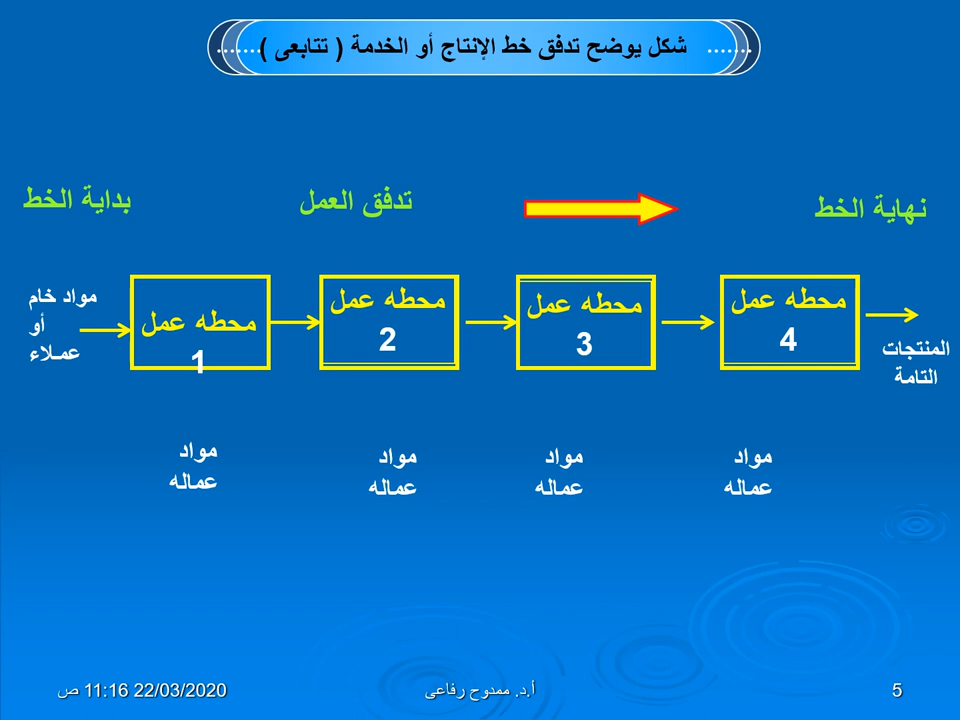 ....... شكل يوضح تدفق خط الإنتاج أو الخدمة ( تتابعى ) .......
بداية الخط
تدفق العمل
نهاية الخط
مواد خام
أو
عمـلاء
محطه عمل
1
محطه عمل
2
محطه عمل
3
محطه عمل
4
المنتجات
التامة
مواد
عماله
مواد
عماله
مواد
عماله
مواد
عماله
22/03/2020 11:16 ص
أ.د. ممدوح رفاعى
5